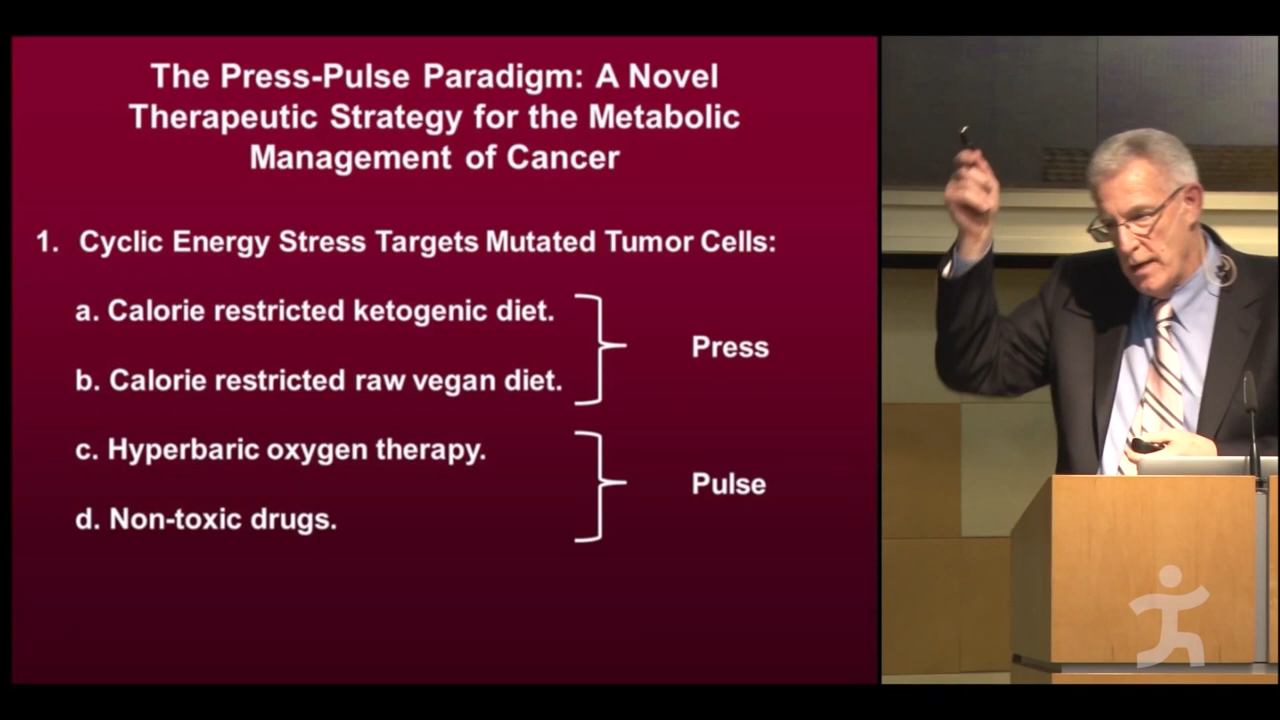 The Press-Pulse Paradigm: A Novel
Therapeutic Strategy for the Metabolic
Management of Cancer
1. Cyclic Energy Stress Targets Mutated Tumor Cells:
a. Calorie restricted ketogenic diet.
b. Calorie restricted raw vegan diet.
Press
c. Hyperbaric oxygen therapy.
d. Non-toxic drugs.
Pulse